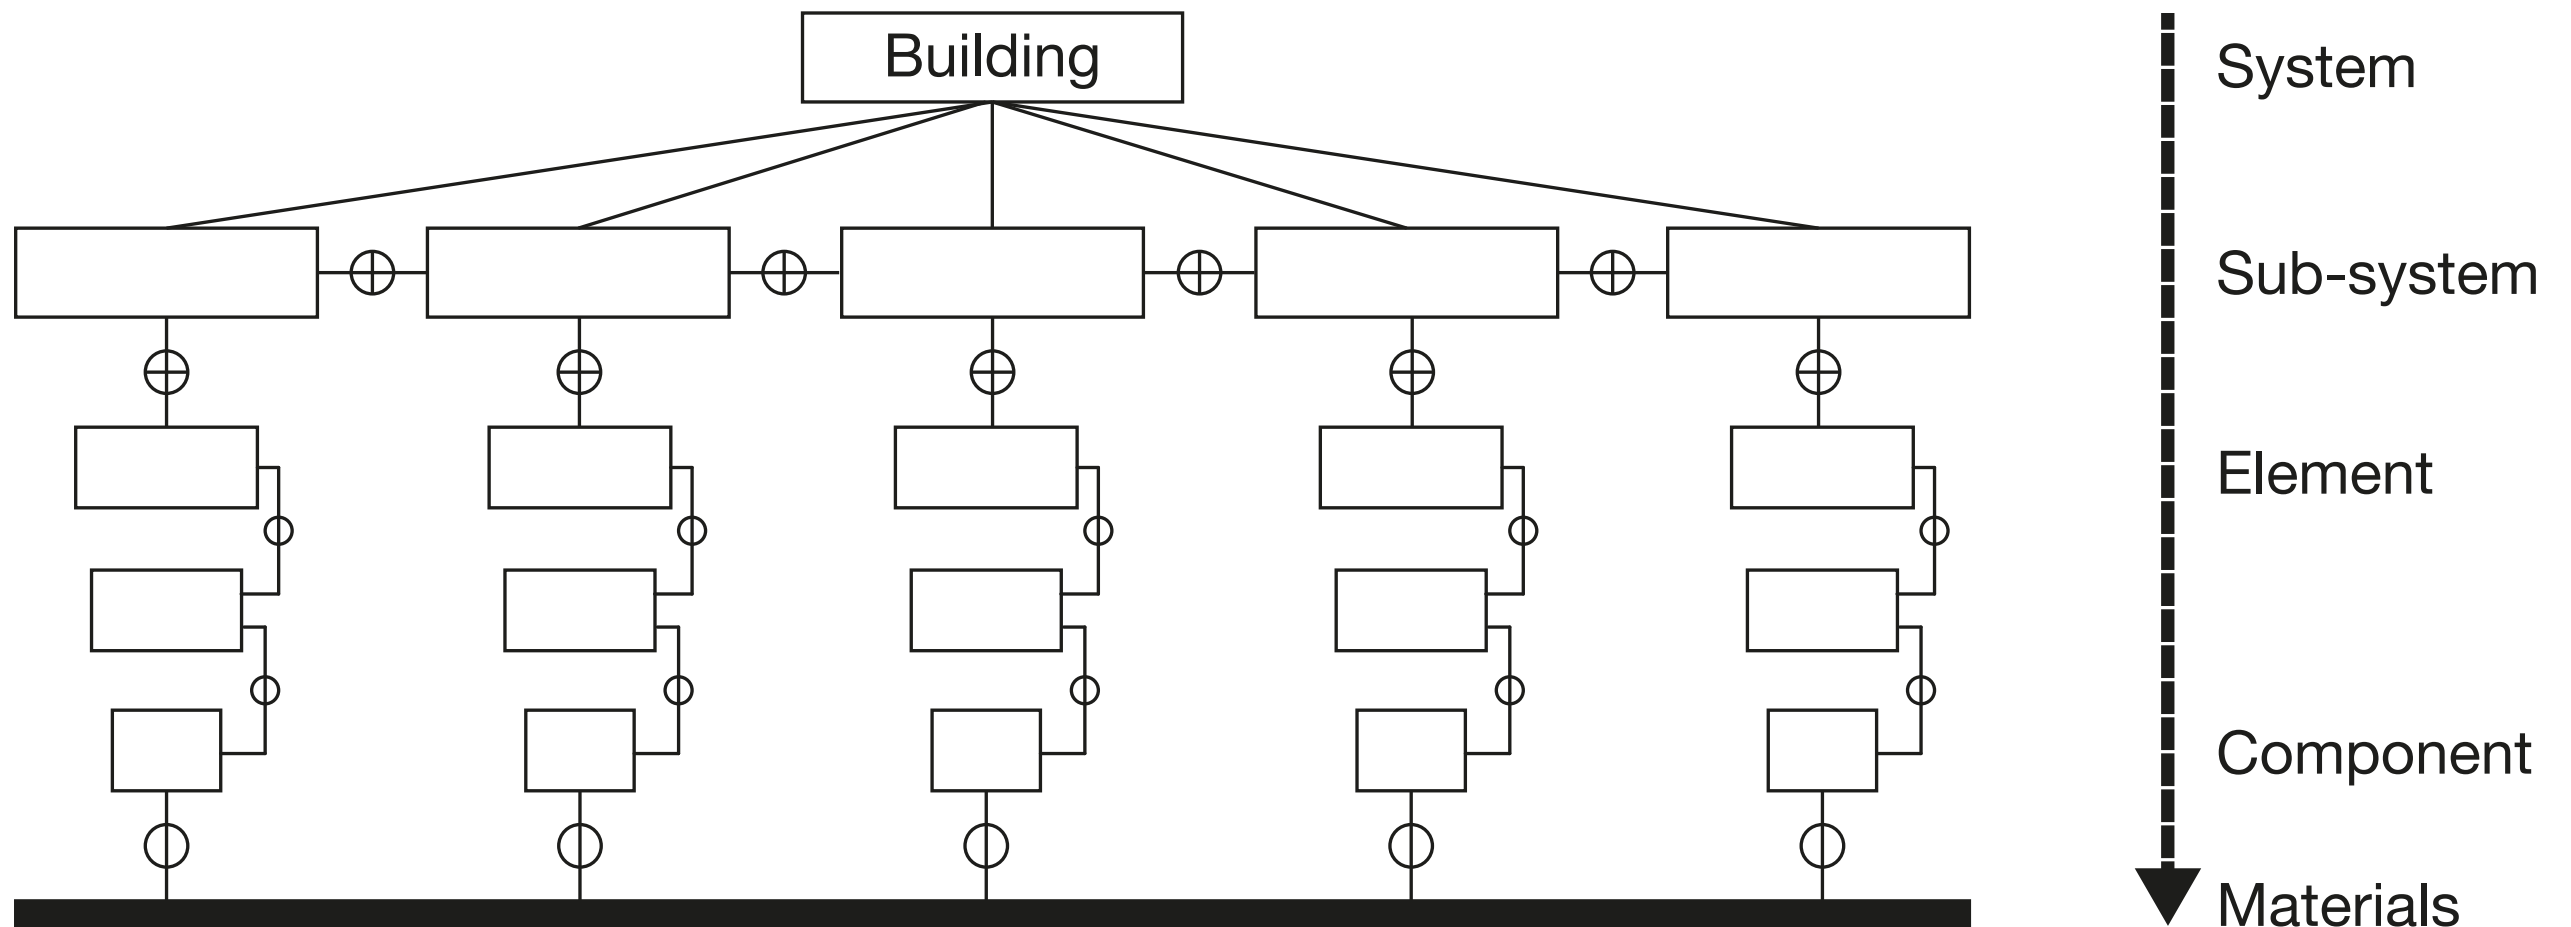 Building
System
Sub-system
Element
Component
Materials